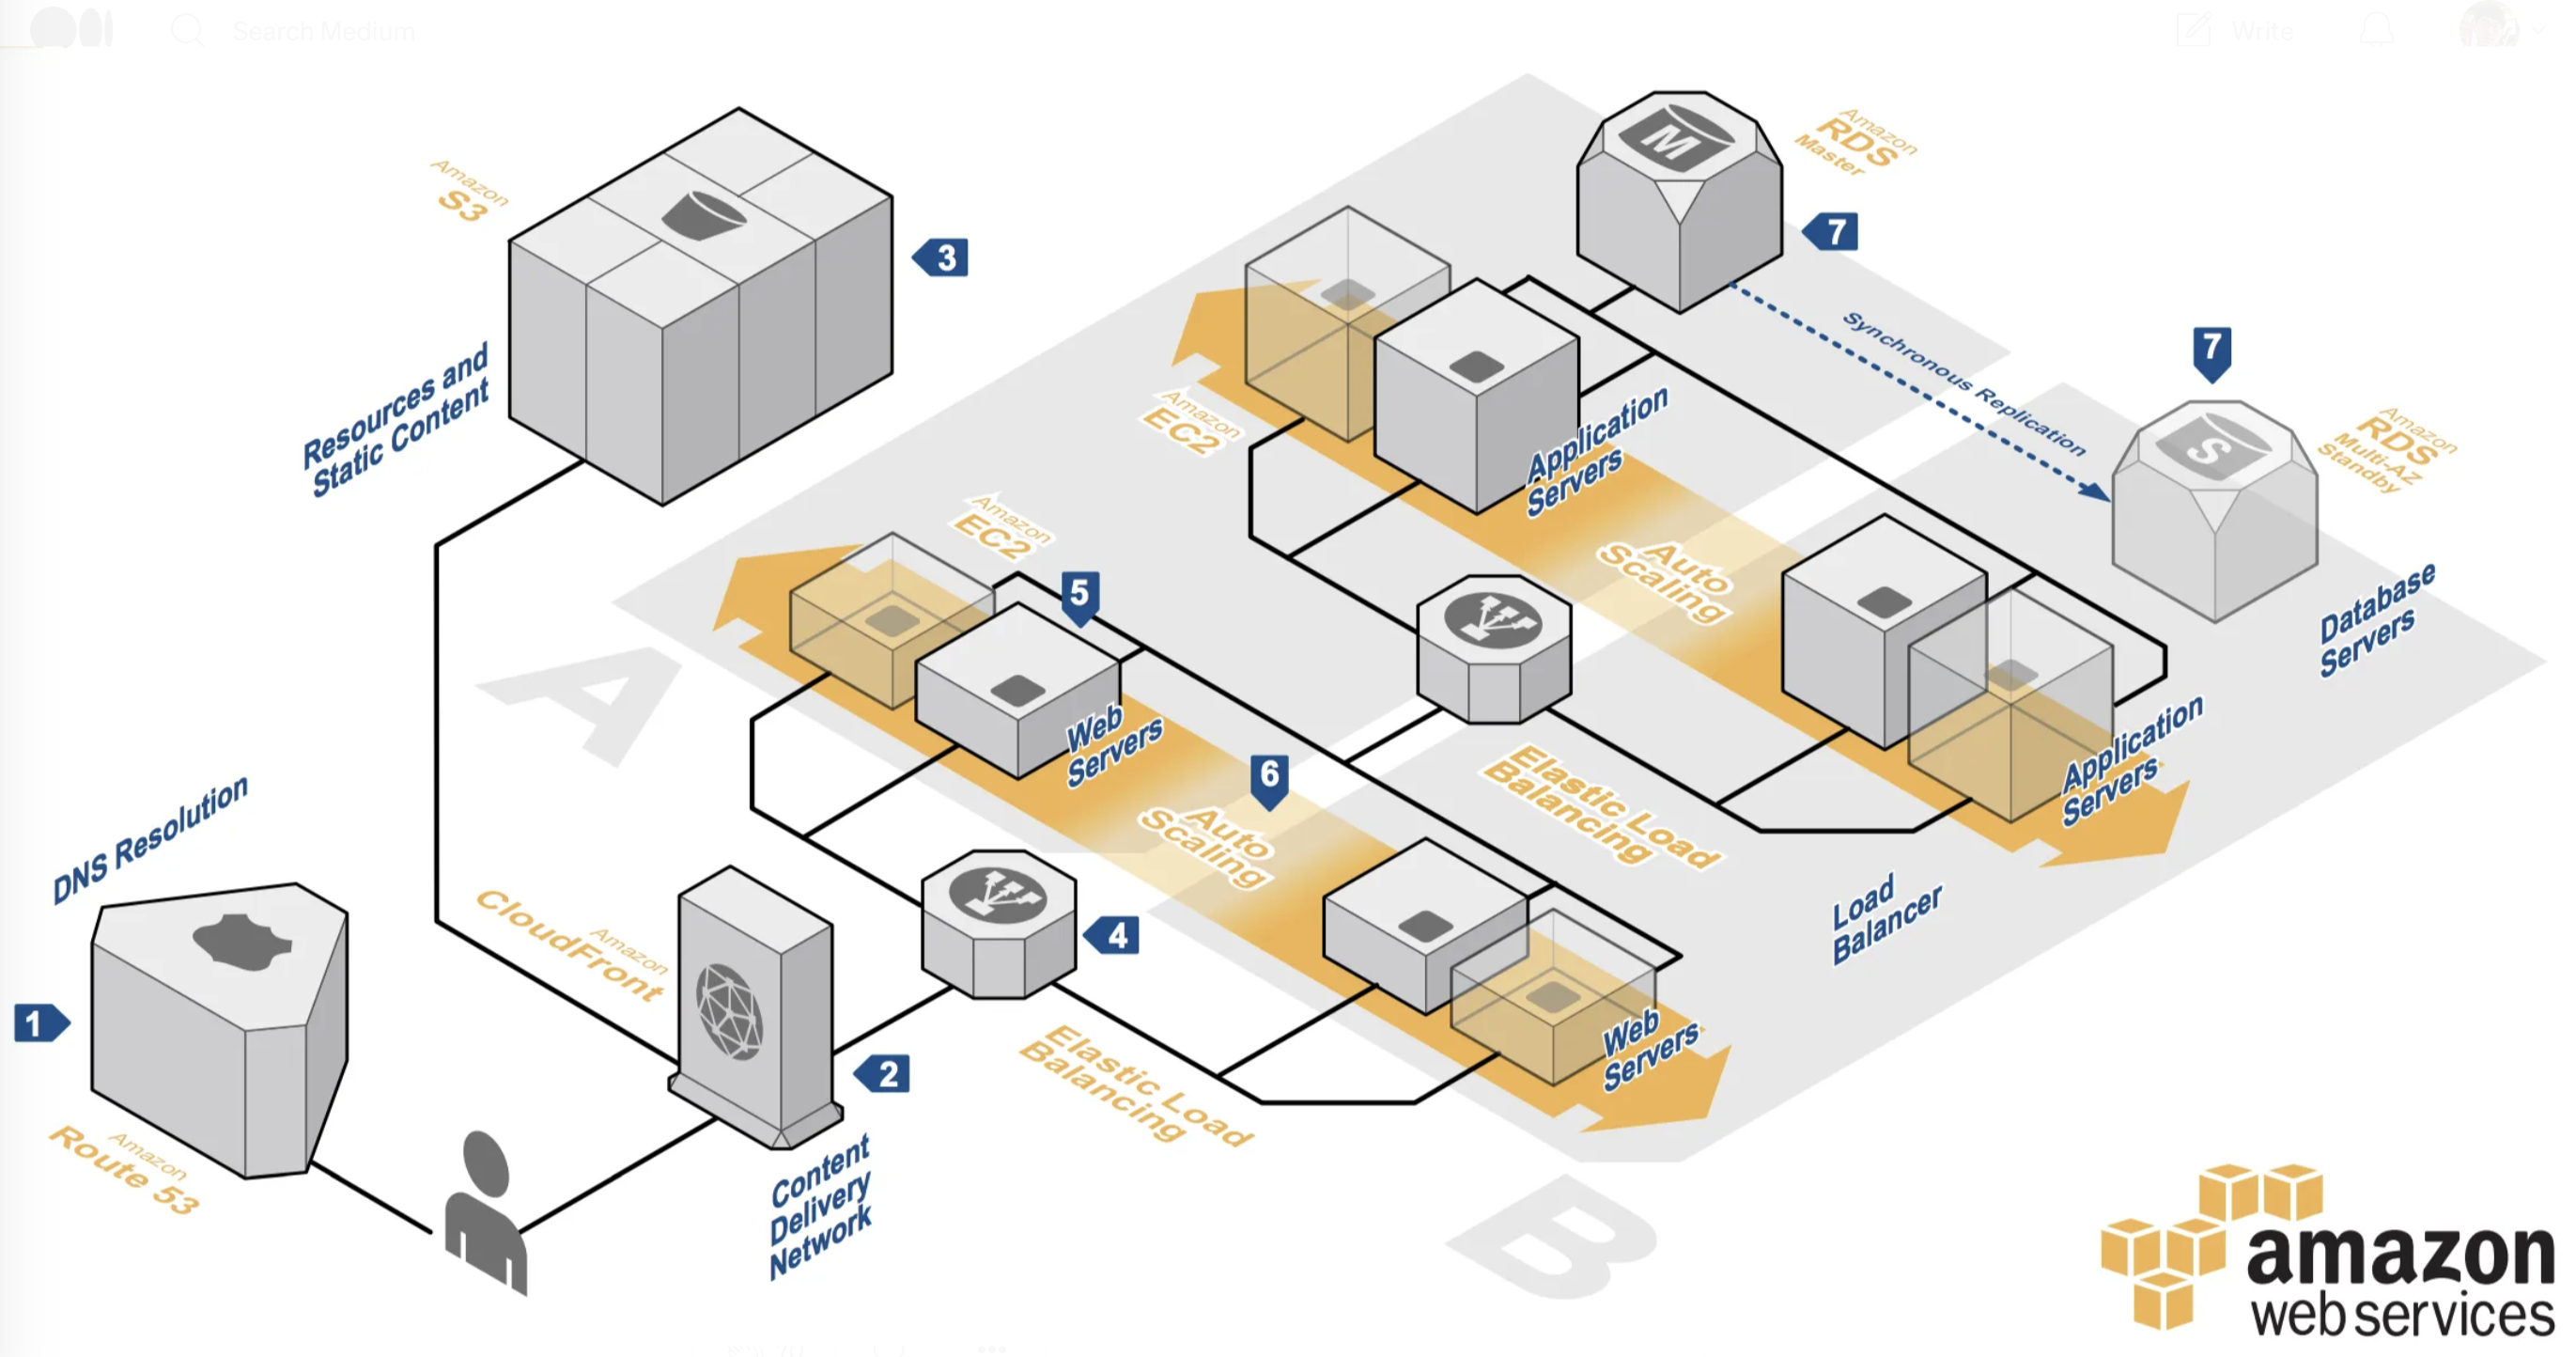 Search Medium
Write
Amazon
S3
3
Resources and
Static Content
Amazon
RDS
Master
7
Synchronous Replication
7
Amazon
RDS
Multi-AZ
Standby
Database
Servers
Amazon
EC2
Application
Servers
Auto
Scaling
Application
Servers
Amazon
EC2
5
Web
Servers
6
Auto
Scaling
Elastic Load
Balancing
Load
Balancer
A
DNS Resolution
1
Amazon
Route 53
Amazon
CloudFront
2
Content
Delivery
Network
4
Elastic Load
Balancing
Web
Servers
B
M
S
amazon
web services